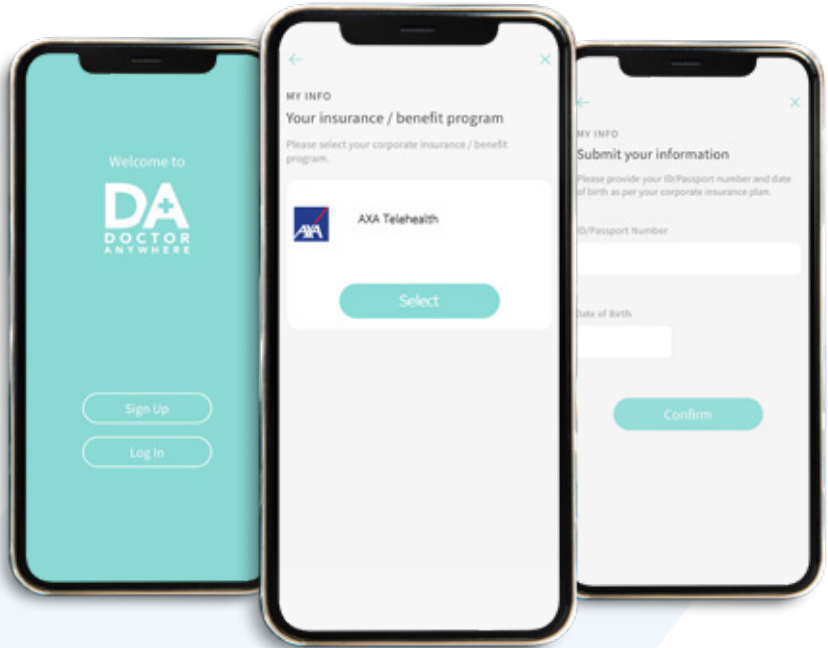 Welcome to
DA
DOCTOR
ANYWHERE
Sign Up
Log In
MY INFO
Your insurance / benefit program
Please select your corporate insurance / benefit
program.
AXA
AXA Telehealth
Select
MY INFO
Submit your information
Please provide your ID/Passport number and date
of birth as per your corporate insurance plan.
ID/Passport Number
Date of Birth
Confirm